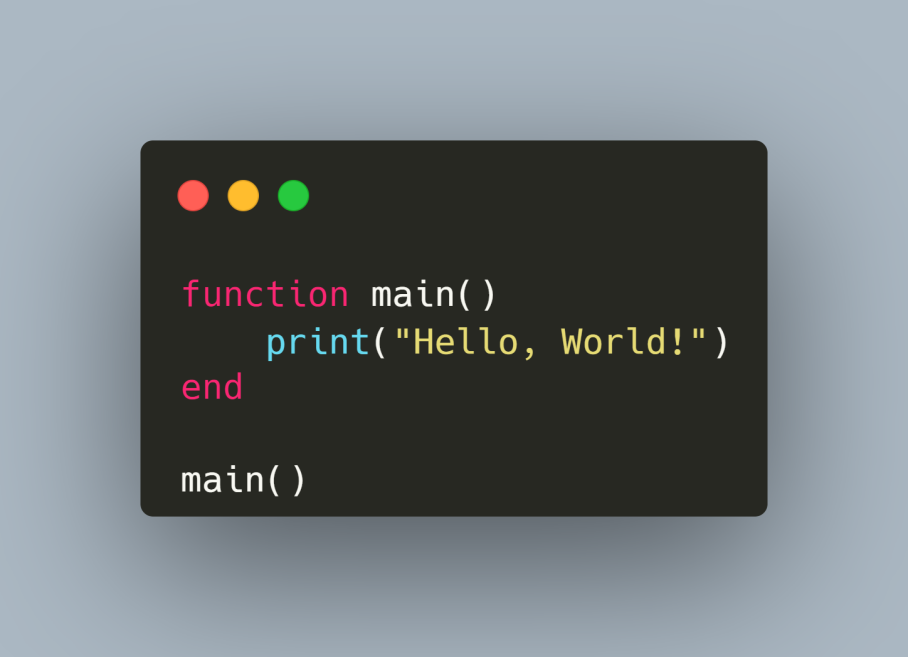 function main()
    print("Hello, World!")
end

main()